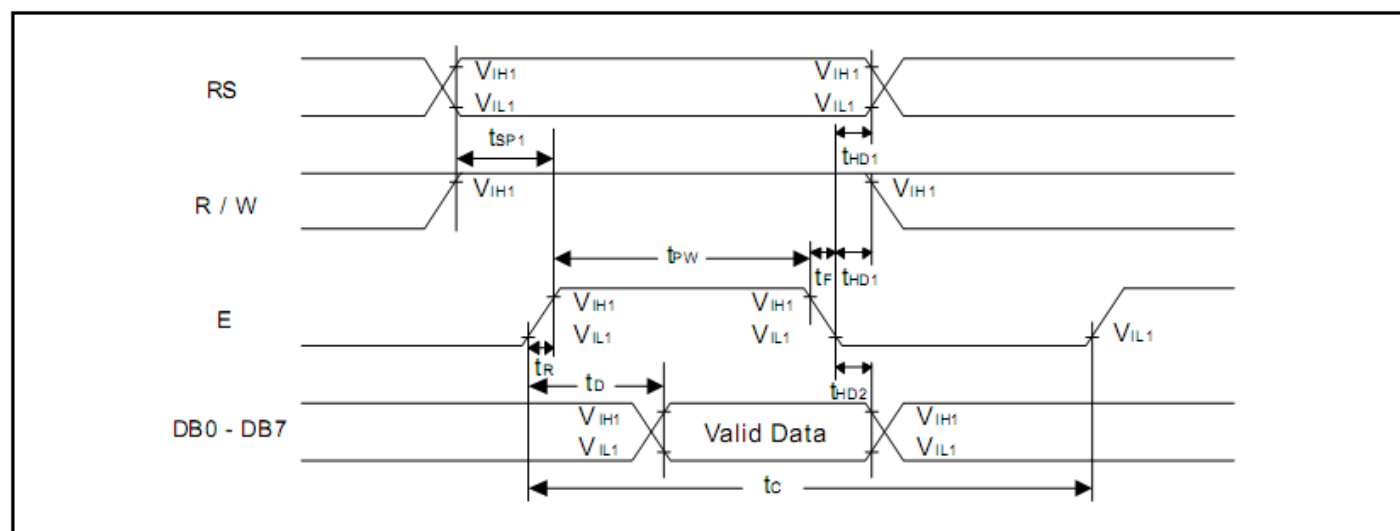 RS
VIH1
VIL1
VIH1
VIL1
tSP1
tHD1
R / W
VIH1
VIH1
tPW
tF
tHD1
E
VIH1
VIL1
VIH1
VIL1
VIL1
tR
tD
tHD2
DB0 - DB7
VIH1
VIL1
Valid Data
VIH1
VIL1
tC